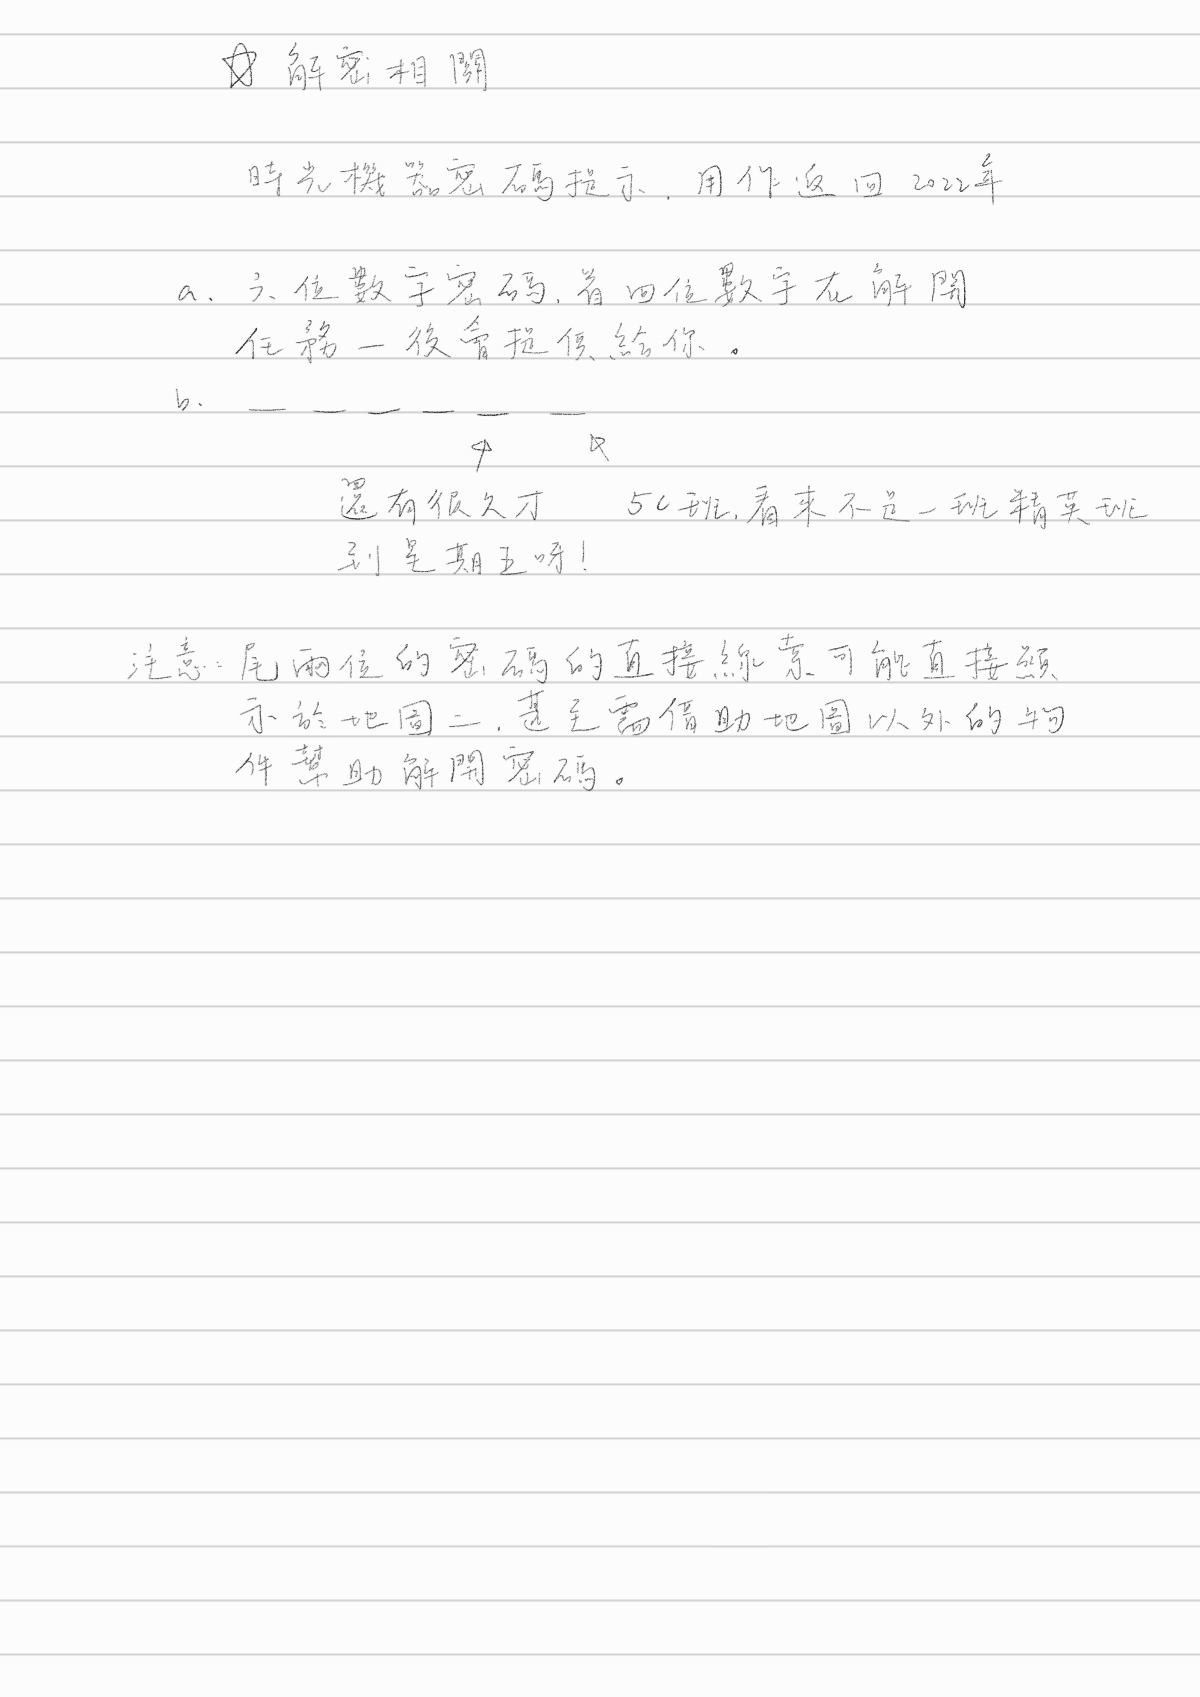 ☆ 解密相關
時光機器密碼提示，用作返回 2022年
a. 六位數字密碼，首四位數字在解開
任務一後會提供給你。
b. _ _ _ _ _ _
還有很久才 5C班，看來不是一班精英班
到星期五呀！
注意：尾兩位的密碼的直接線索可能直接顯
示於地圖二，甚至需借助地圖以外的物
件幫助解開密碼。